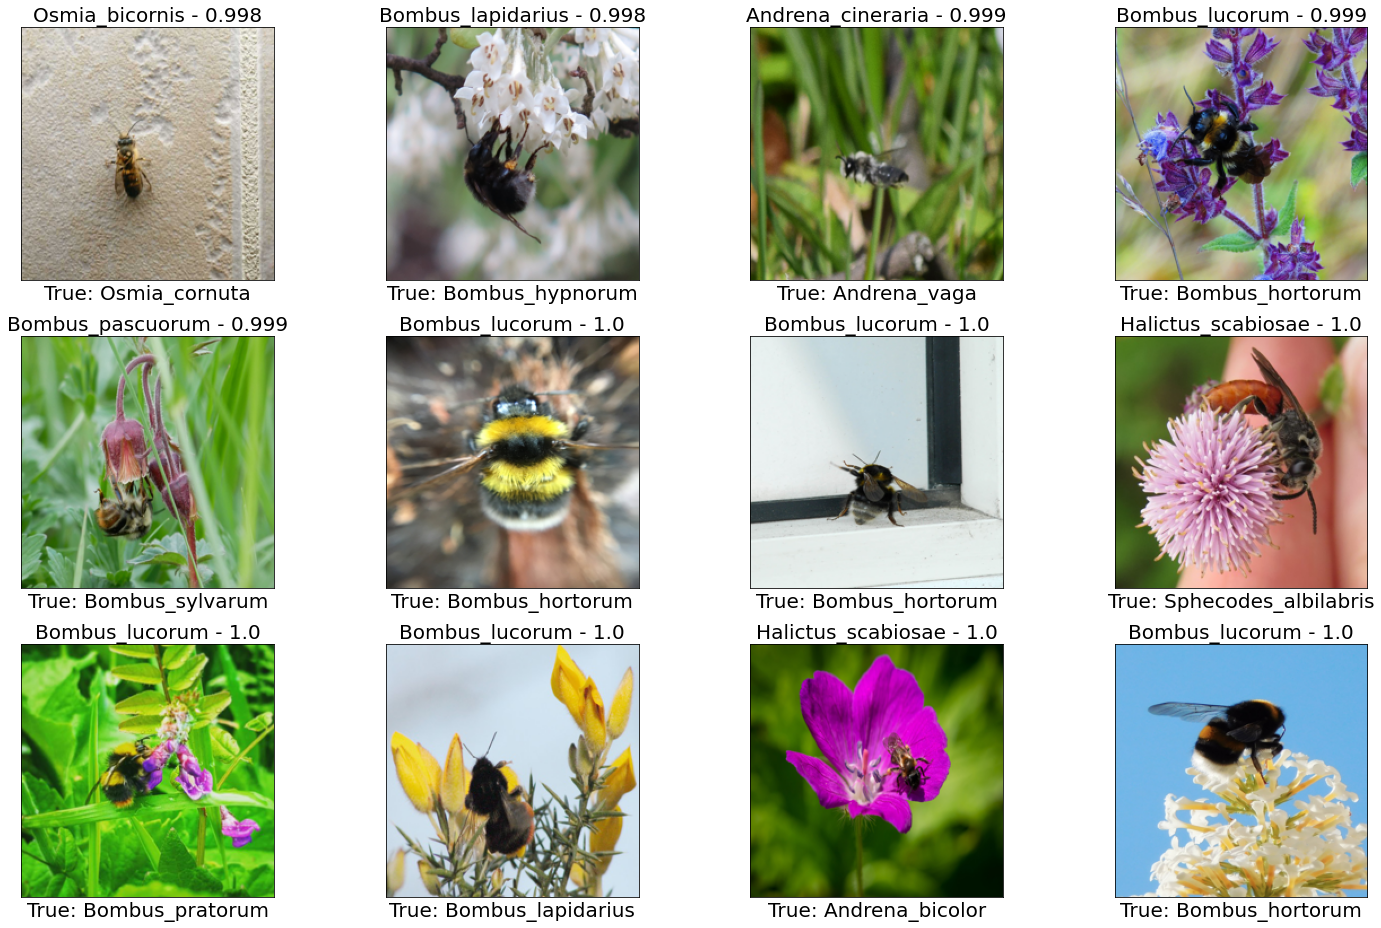 Osmia_bicornis - 0.998
Bombus_lapidarius - 0.998
Andrena_cineraria - 0.999
Bombus_lucorum - 0.999
True: Osmia_cornuta
True: Bombus_hypnorum
True: Andrena_vaga
True: Bombus_hortorum
Bombus_pascuorum - 0.999
Bombus_lucorum - 1.0
Bombus_lucorum - 1.0
Halictus_scabiosae - 1.0
True: Bombus_sylvarum
True: Bombus_hortorum
True: Bombus_hortorum
True: Sphecodes_albilabris
Bombus_lucorum - 1.0
Bombus_lucorum - 1.0
Halictus_scabiosae - 1.0
Bombus_lucorum - 1.0
True: Bombus_pratorum
True: Bombus_lapidarius
True: Andrena_bicolor
True: Bombus_hortorum